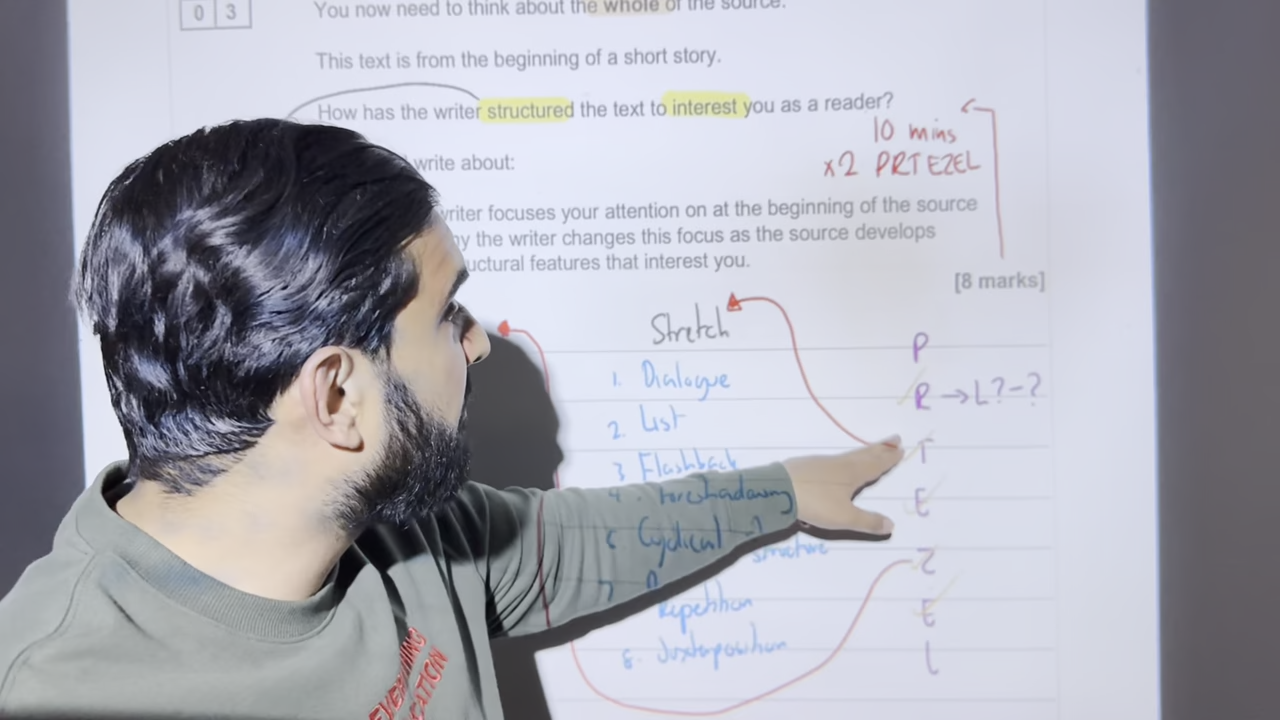 0 3
You now need to think about the whole of the source.
This text is from the beginning of a short story.
How has the writer structured the text to interest you as a reader?
10 mins
x2 PRTEZEL
write about:
writer focuses your attention on at the beginning of the source
the writer changes this focus as the source develops
features that interest you.
[8 marks]
Stretch
1. Dialogue
2. List
3 Flashback
4. Foreshadowing
Cyclical structure
7
Repetition
8. Juxtaposition
P
R → L?-?
T
E
Z
E
L